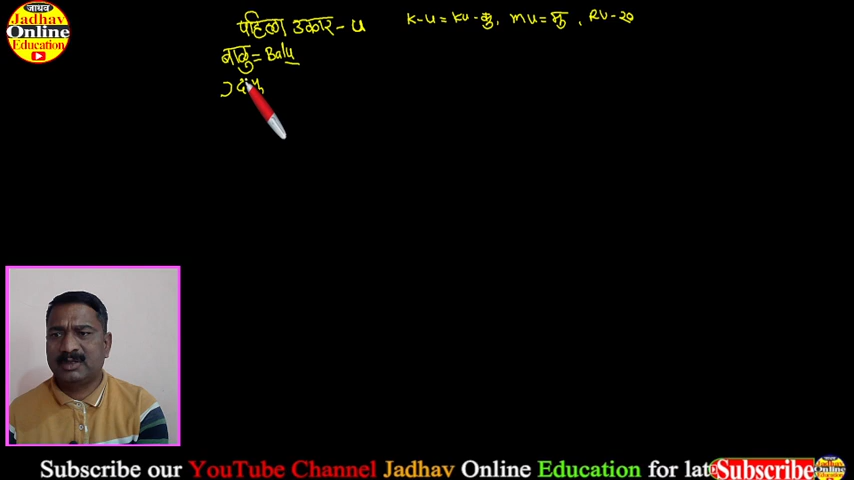 जाधव
Jadhav
Online
Education
पहिला उकार - u
K-U = KU - कु, mu = मु, RU - रु
बाळु = Balu
Subscribe our YouTube Channel Jadhav Online Education for lat
Subscribe